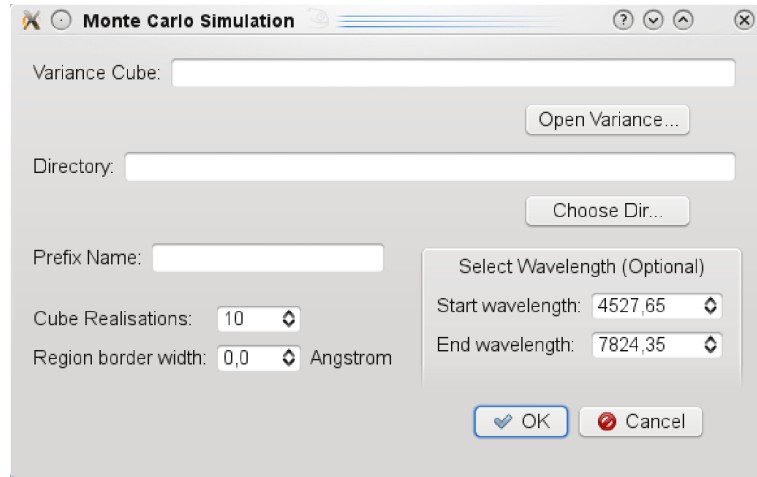 Monte Carlo Simulation
Variance Cube:
Open Variance...
Directory:
Choose Dir...
Prefix Name:
Select Wavelength (Optional)
Start wavelength: 4527,65
Cube Realisations: 10
End wavelength: 7824,35
Region border width: 0,0 Angstrom
OK Cancel